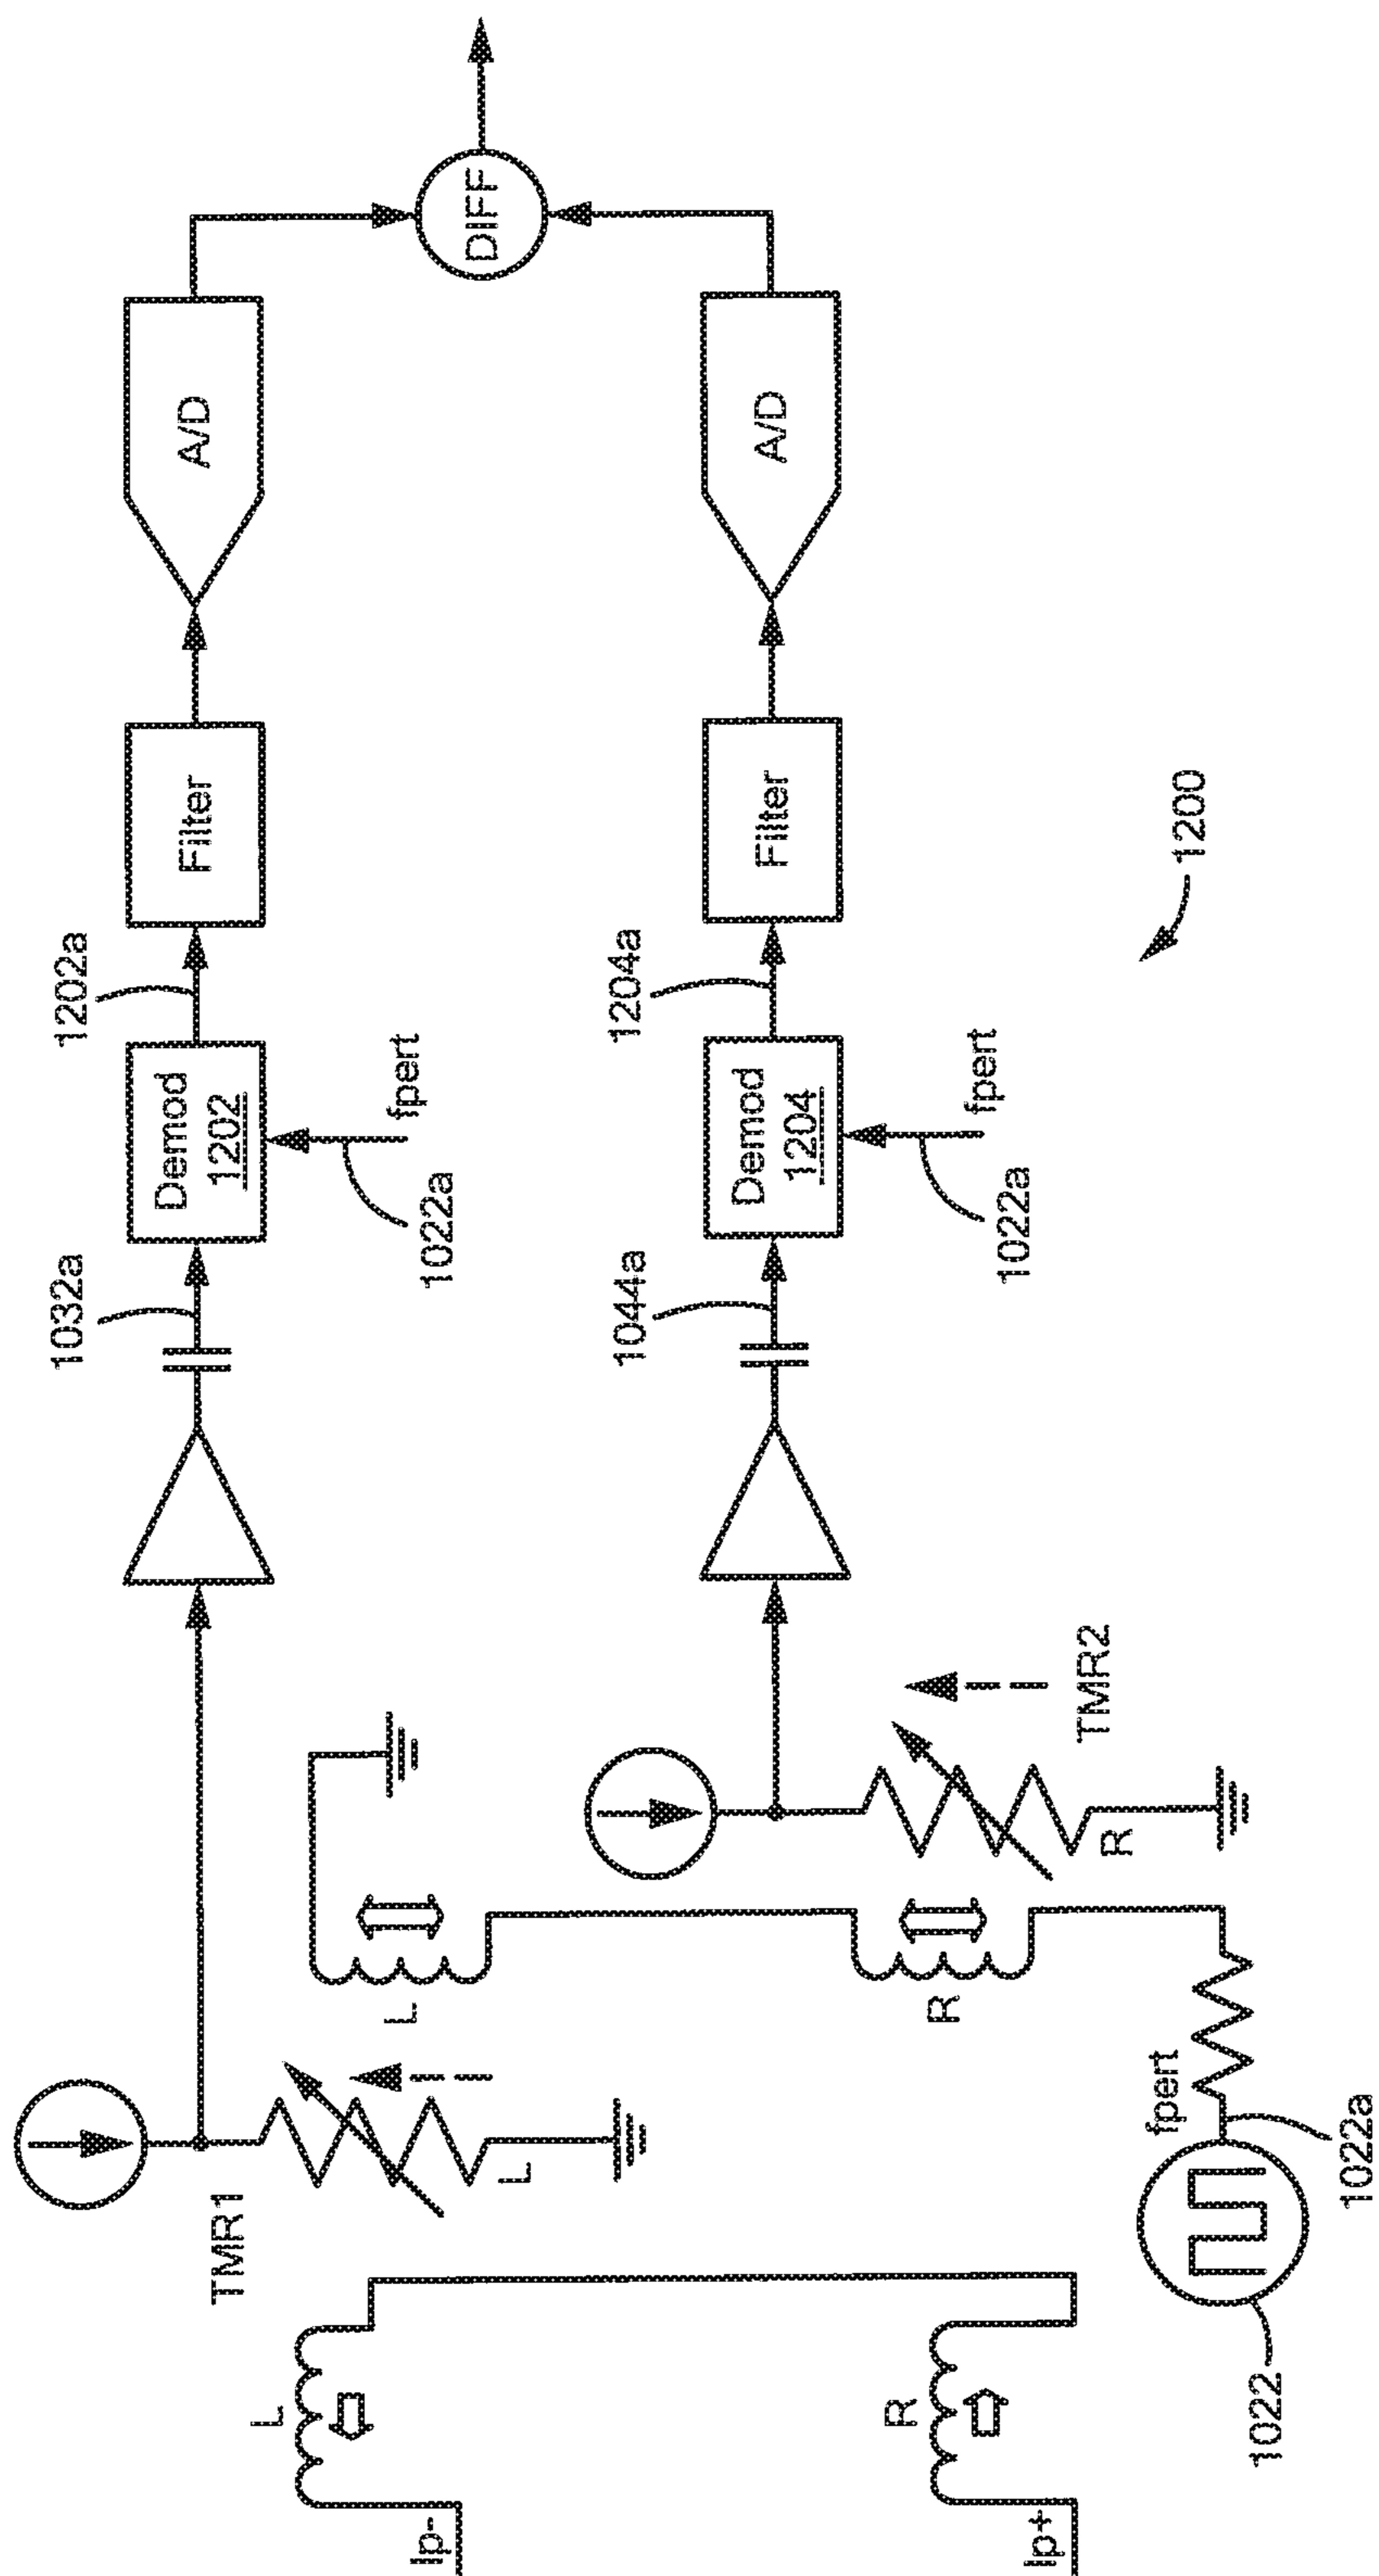 TMR1
1032a
Demod
1202
1202a
Filter
A/D
fpert
1022a
L
L
L
Ip-
DIFF
1044a
Demod
1204
1204a
Filter
A/D
fpert
1022a
TMR2
R
R
R
Ip+
fpert
1022a
1022
1200